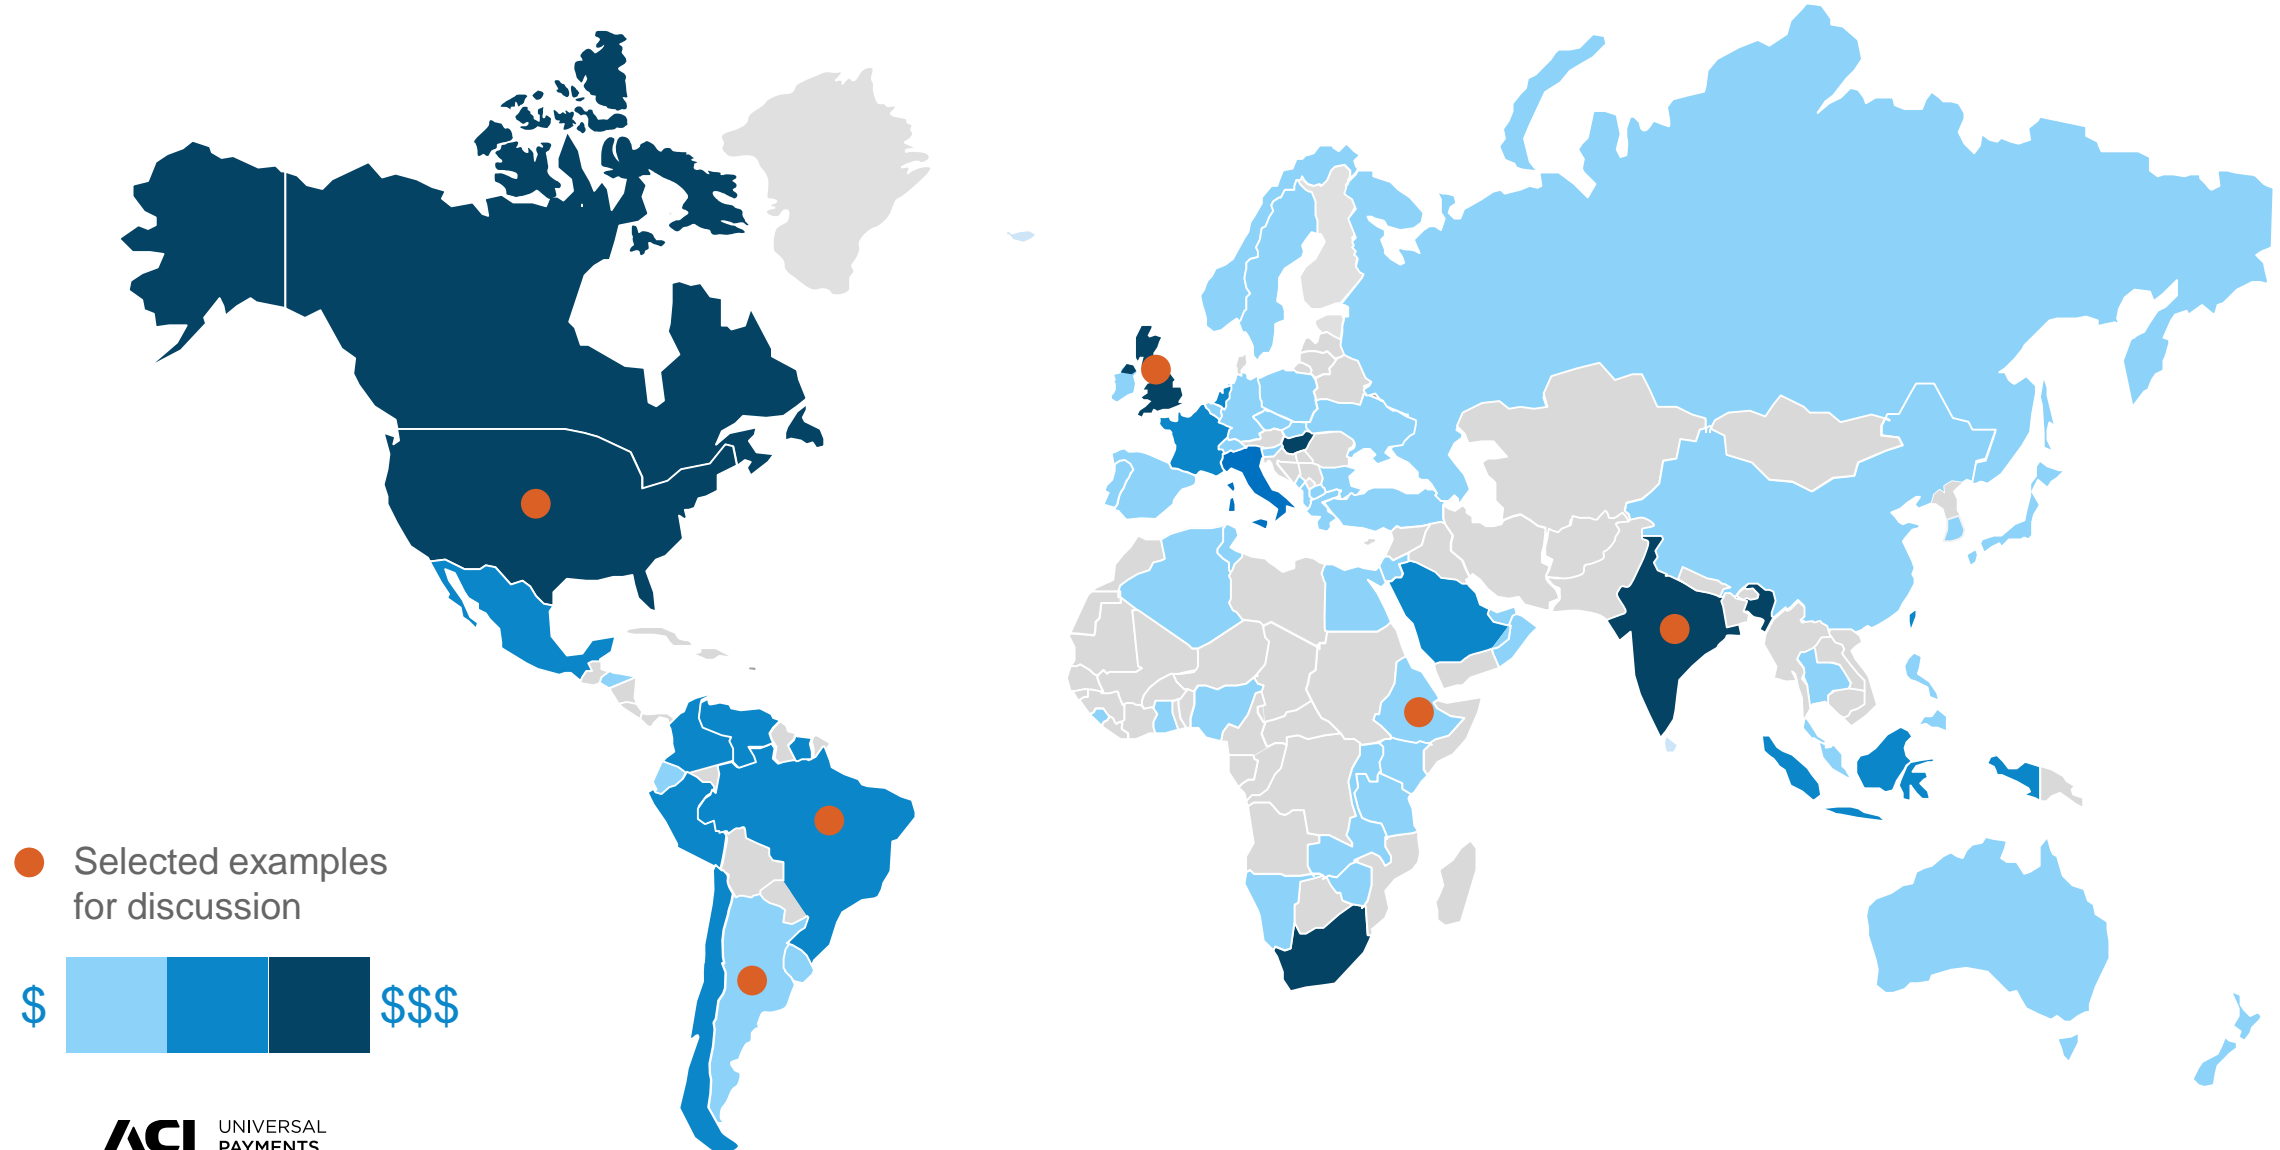 Selected examples
for discussion
$ $$$
ACI UNIVERSAL
PAYMENTS